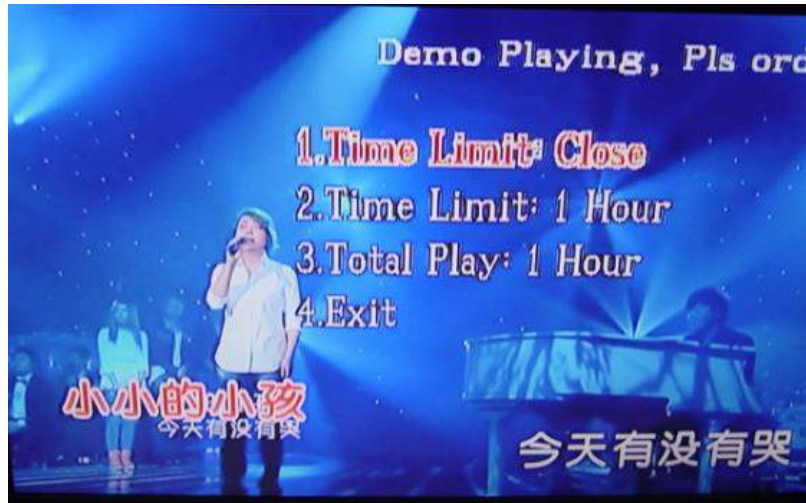 Demo Playing, Pls ord
1.Time Limit: Close
2.Time Limit: 1 Hour
3.Total Play: 1 Hour
4.Exit
小小的小孩
今天有没有哭
今天有没有哭